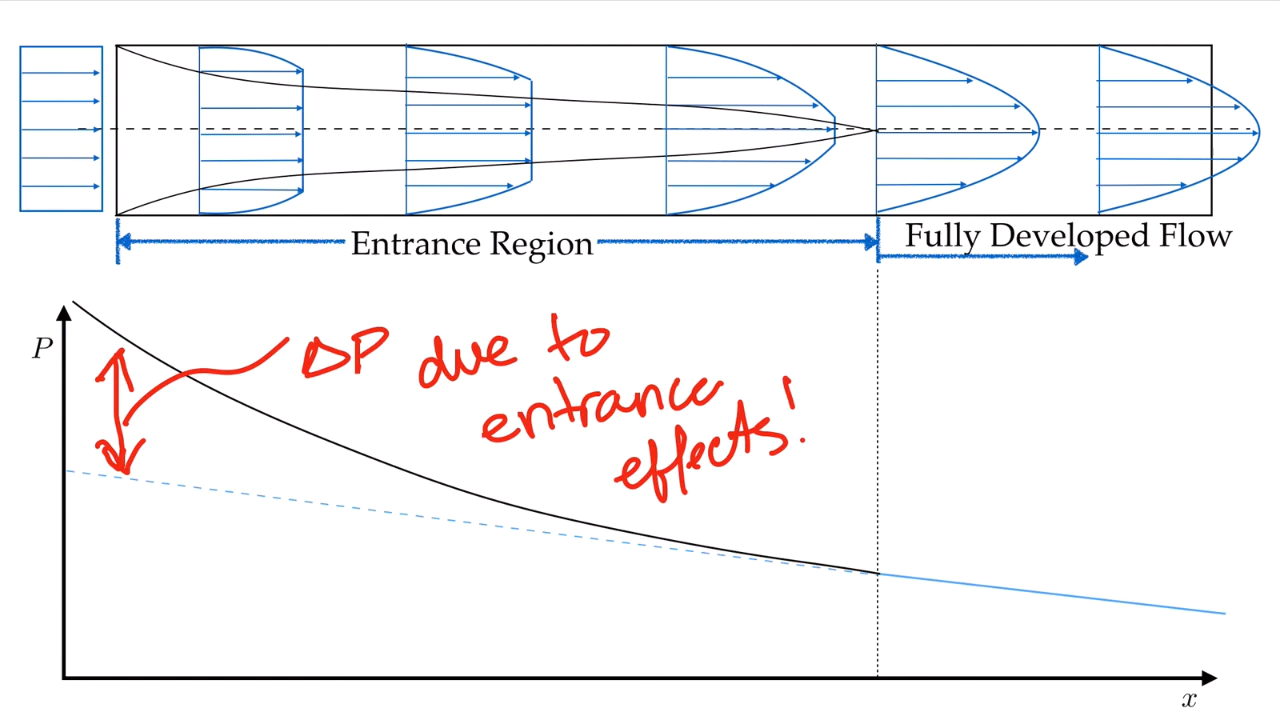 Entrance Region
Fully Developed Flow
P
ΔP due to
entrance
effects!
x